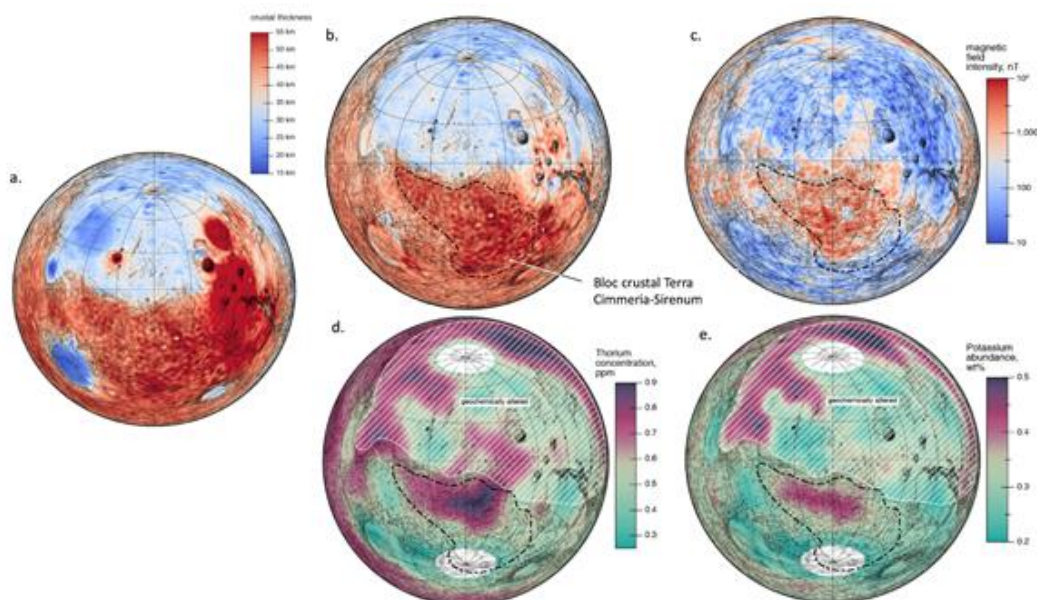 crustal thickness
55 km
50 km
45 km
40 km
35 km
30 km
25 km
20 km
15 km
a.
b.
c.
magnetic
field
intensity, nT
1,000
100
10
Bloc crustal Terra
Cimmeria-Sirenum
d.
Thorium
concentration,
ppm
0.9
0.8
0.7
0.6
0.5
0.4
0.3
geochemically altered
e.
Potassium
abundance,
wt%
0.5
0.4
0.3
0.2
geochemically altered